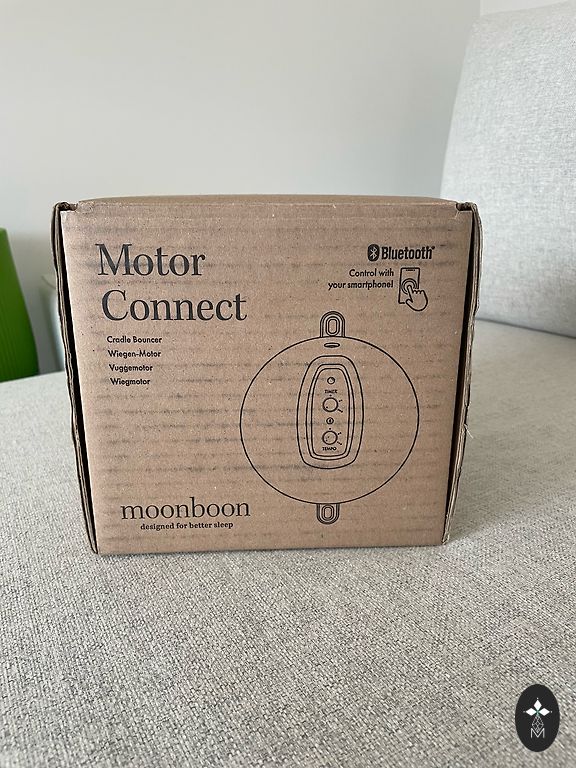 Motor
Connect
Cradle Bouncer
Wiegen-Motor
Vuggemotor
Wiegmotor
Bluetooth®
Control with
your smartphone!
TIMER
TEMPO
moonboon
designed for better sleep
M